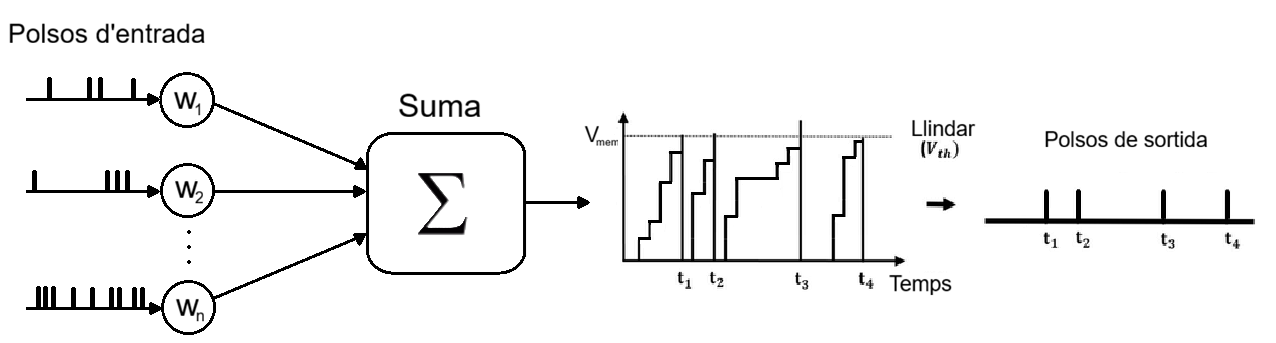 Polsos d'entrada
W1
W2
Wn
Suma
Σ
Vmem
t1 t2 t3 t4
Temps
Llindar
(Vth)
Polsos de sortida
t1 t2 t3 t4